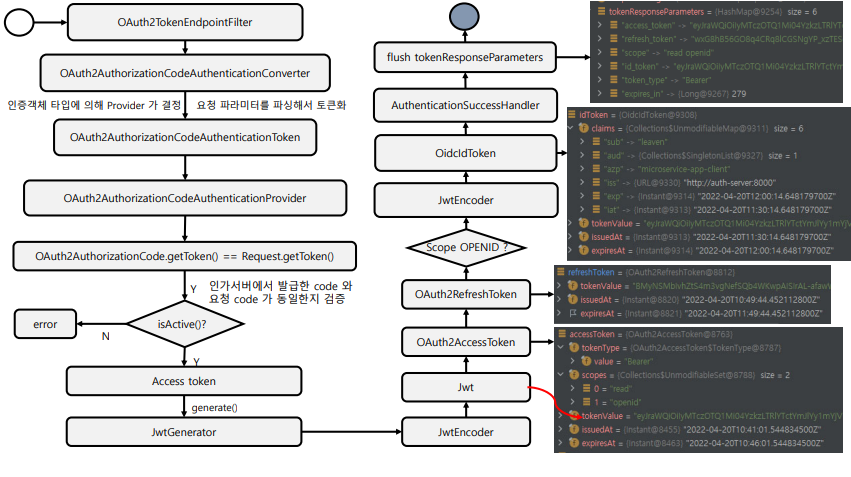 OAuth2TokenEndpointFilter
OAuth2AuthorizationCodeAuthenticationConverter
인증객체 타입에 의해 Provider 가 결정
요청 파라미터를 파싱해서 토큰화
OAuth2AuthorizationCodeAuthenticationToken
OAuth2AuthorizationCodeAuthenticationProvider
OAuth2AuthorizationCode.getToken() == Request.getToken()
Y
인가서버에서 발급한 code 와
요청 code 가 동일한지 검증
error
N
isActive()?
Y
Access token
generate()
JwtGenerator
flush tokenResponseParameters
AuthenticationSuccessHandler
OidcIdToken
JwtEncoder
Scope OPENID ?
OAuth2RefreshToken
OAuth2AccessToken
Jwt
JwtEncoder
tokenResponseParameters = {HashMap@9254} size = 6
"access_token" ->
"refresh_token" ->
"scope" -> "read openid"
"id_token" ->
"token_type" -> "Bearer"
"expires_in" -> {Long@9267} 279
idToken = {OidcIdToken@9308}
claims = {Collections$UnmodifiableMap@9311} size = 6
"sub" -> "leaven"
"aud" -> {Collections$SingletonList@9327} size = 1
"azp" -> "microservice-app-client"
"iss" -> {URL@9330} "http://auth-server:8000"
"exp" -> {Instant@9314} "2022-04-20T12:00:14.648179700Z"
"iat" -> {Instant@9313} "2022-04-20T11:30:14.648179700Z"
tokenValue =
issuedAt = {Instant@9313} "2022-04-20T11:30:14.648179700Z"
expiresAt = {Instant@9314} "2022-04-20T12:00:14.648179700Z"
refreshToken = {OAuth2RefreshToken@8812}
tokenValue =
issuedAt = {Instant@8820} "2022-04-20T10:49:44.452112800Z"
expiresAt = {Instant@8821} "2022-04-20T11:49:44.452112800Z"
accessToken = {OAuth2AccessToken@8763}
tokenType = {OAuth2AccessToken$TokenType@8787}
value = "Bearer"
scopes = {Collections$UnmodifiableSet@8788} size = 2
0 = "read"
1 = "openid"
tokenValue =
issuedAt = {Instant@8455} "2022-04-20T10:41:01.544834500Z"
expiresAt = {Instant@8463} "2022-04-20T10:46:01.544834500Z"